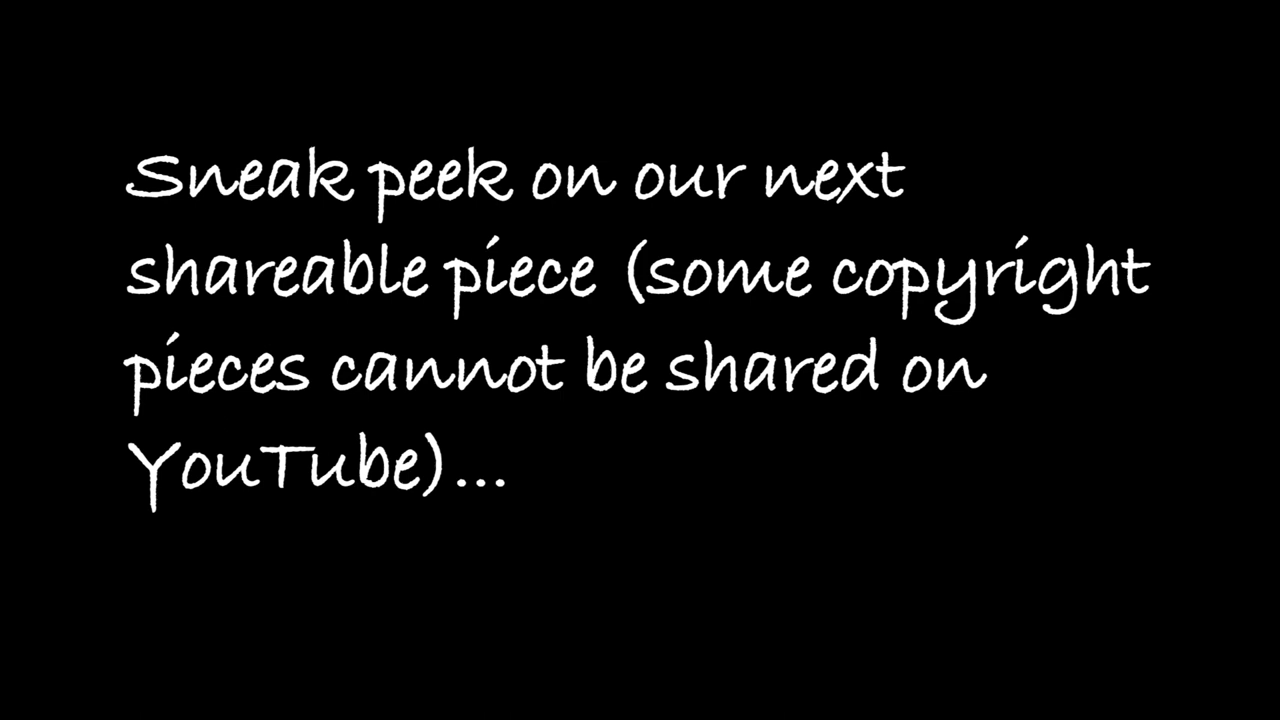 Sneak peek on our next
shareable piece (some copyright
pieces cannot be shared on
YouTube)...